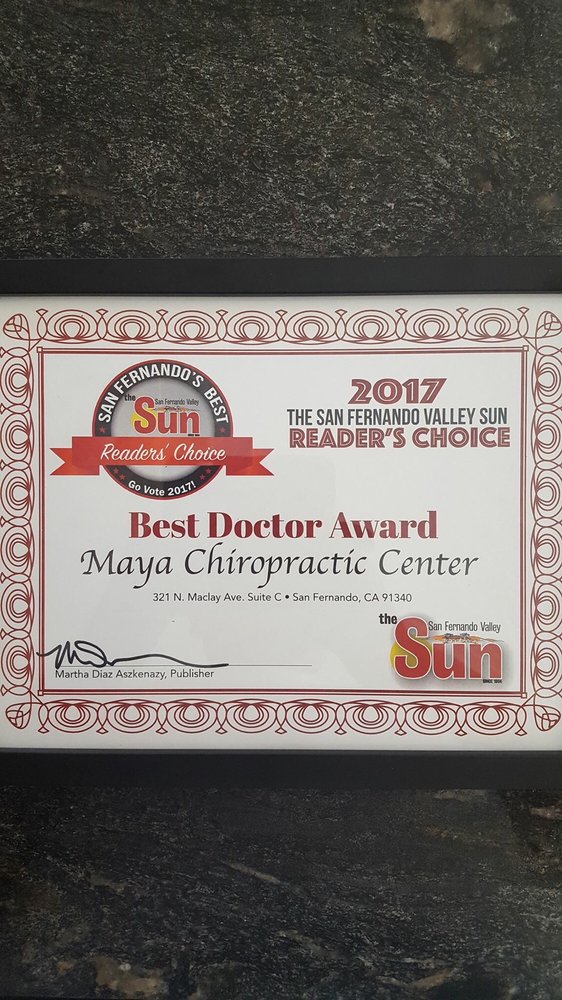 SAN FERNANDO'S BEST
the
San Fernando Valley
Sun
Readers' Choice
Go Vote 2017!
2017
THE SAN FERNANDO VALLEY SUN
READER'S CHOICE
Best Doctor Award
Maya Chiropractic Center
321 N. Maclay Ave. Suite C • San Fernando, CA 91340
the
San Fernando Valley
Sun
SINCE 1904
Martha Diaz Aszkenazy, Publisher